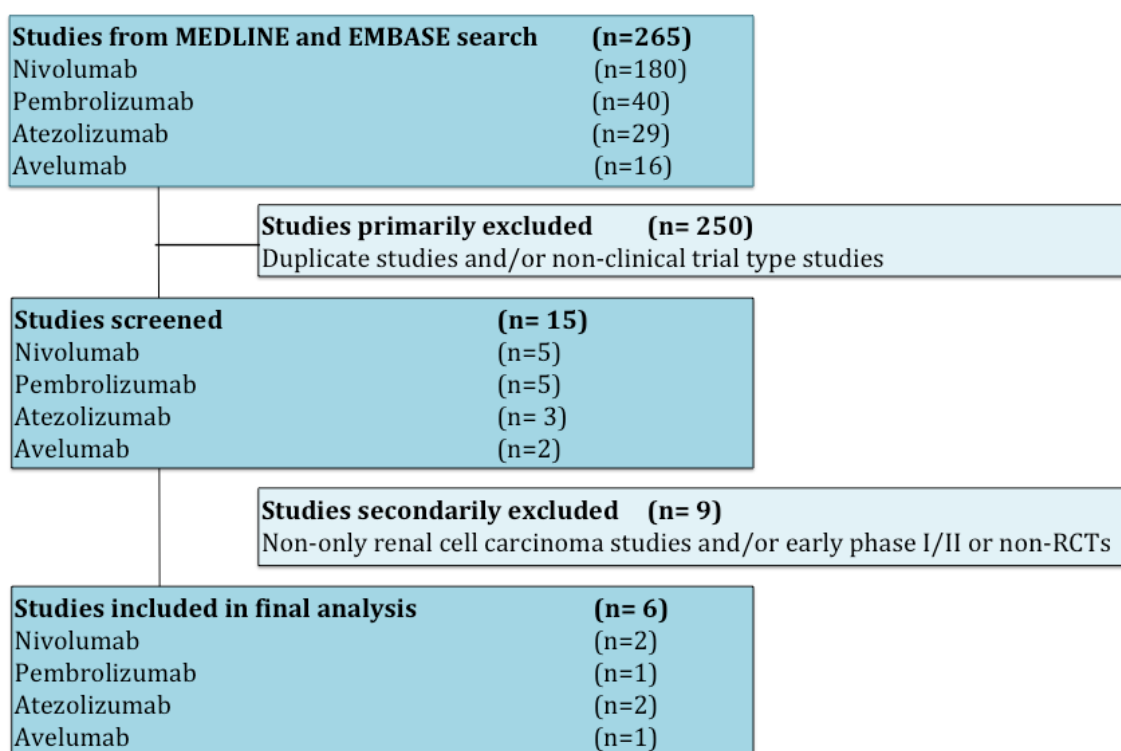 Studies from MEDLINE and EMBASE search (n=265)
Nivolumab (n=180)
Pembrolizumab (n=40)
Atezolizumab (n=29)
Avelumab (n=16)
Studies primarily excluded (n= 250)
Duplicate studies and/or non-clinical trial type studies
Studies screened (n= 15)
Nivolumab (n=5)
Pembrolizumab (n=5)
Atezolizumab (n= 3)
Avelumab (n=2)
Studies secondarily excluded (n= 9)
Non-only renal cell carcinoma studies and/or early phase I/II or non-RCTs
Studies included in final analysis (n= 6)
Nivolumab (n=2)
Pembrolizumab (n=1)
Atezolizumab (n=2)
Avelumab (n=1)